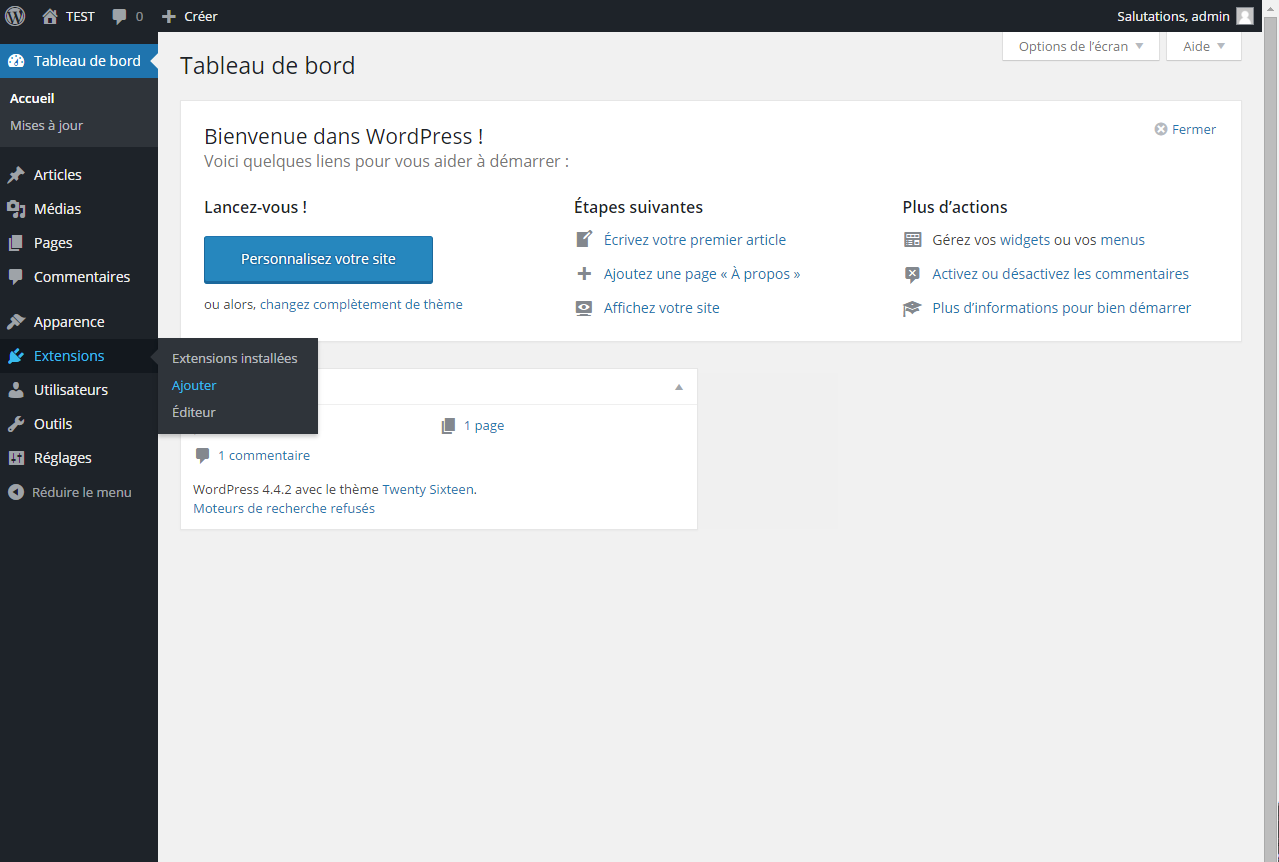 TEST 0 Créer Salutations, admin
Tableau de bord
Accueil
Mises à jour
Articles
Médias
Pages
Commentaires
Apparence
Extensions
Utilisateurs
Outils
Réglages
Réduire le menu
Extensions installées
Ajouter
Éditeur
Options de l’écran Aide
Tableau de bord
Bienvenue dans WordPress !
Fermer
Voici quelques liens pour vous aider à démarrer :
Lancez-vous !
Personnalisez votre site
ou alors, changez complètement de thème
Étapes suivantes
Écrivez votre premier article
Ajoutez une page « À propos »
Affichez votre site
Plus d’actions
Gérez vos widgets ou vos menus
Activez ou désactivez les commentaires
Plus d’informations pour bien démarrer
1 page
1 commentaire
WordPress 4.4.2 avec le thème Twenty Sixteen.
Moteurs de recherche refusés